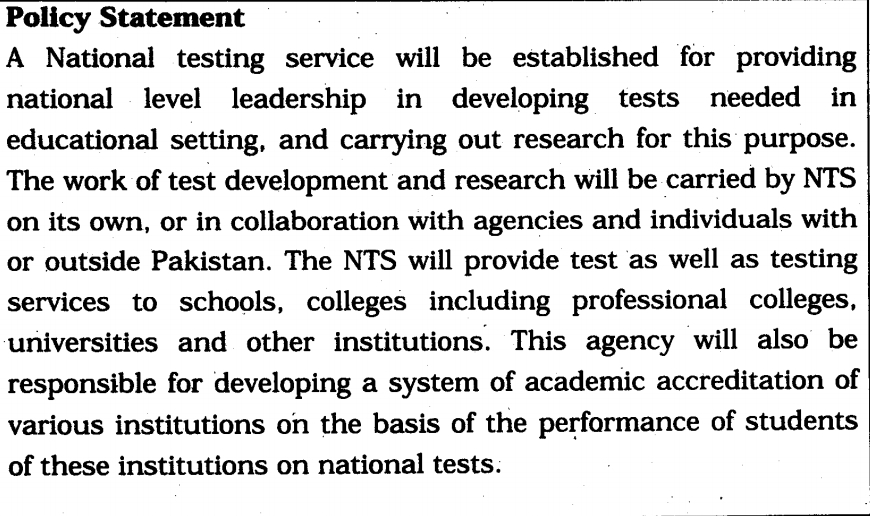 Policy Statement
A National testing service will be established for providing
national level leadership in developing tests needed in
educational setting, and carrying out research for this purpose.
The work of test development and research will be carried by NTS
on its own, or in collaboration with agencies and individuals with
or outside Pakistan. The NTS will provide test as well as testing
services to schools, colleges including professional colleges,
universities and other institutions. This agency will also be
responsible for developing a system of academic accreditation of
various institutions on the basis of the performance of students
of these institutions on national tests.